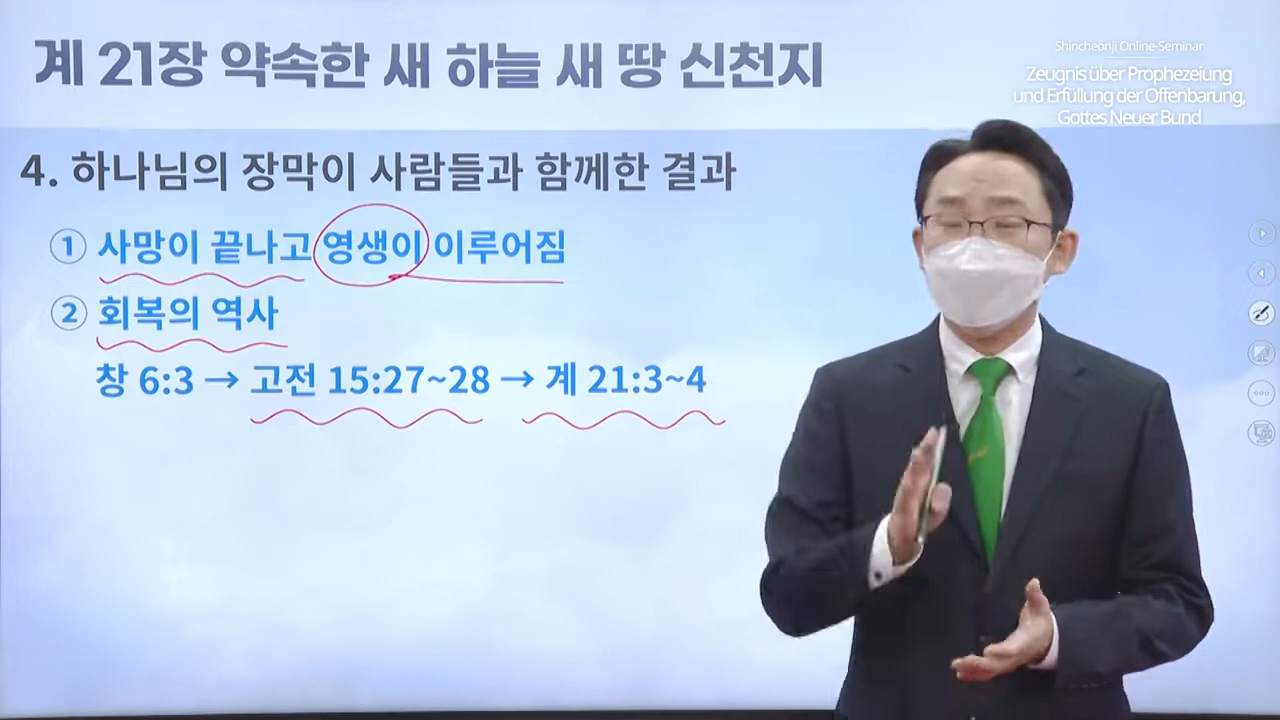 계 21장 약속한 새 하늘 새 땅 신천지
Shincheonji Online-Seminar
Zeugnis über Prophezeiung
und Erfüllung der Offenbarung,
Gottes Neuer Bund
4. 하나님의 장막이 사람들과 함께한 결과
① 사망이 끝나고 영생이 이루어짐
② 회복의 역사
창 6:3 → 고전 15:27~28 → 계 21:3~4